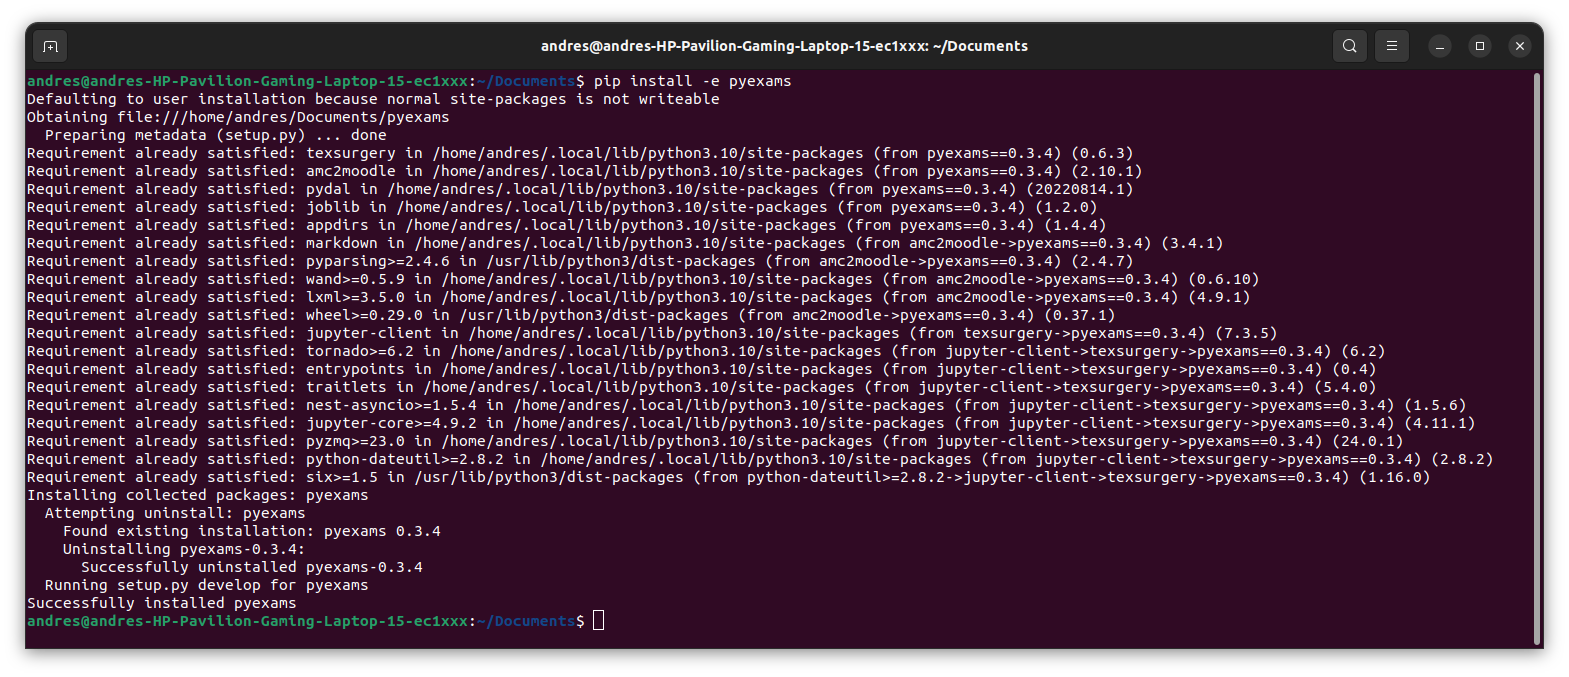 andres@andres-HP-Pavilion-Gaming-Laptop-15-ec1xxx: ~/Documents
andres@andres-HP-Pavilion-Gaming-Laptop-15-ec1xxx:~/Documents$ pip install -e pyexams
Defaulting to user installation because normal site-packages is not writeable
Obtaining file:///home/andres/Documents/pyexams
  Preparing metadata (setup.py) ... done
Requirement already satisfied: texsurgery in /home/andres/.local/lib/python3.10/site-packages (from pyexams==0.3.4) (0.6.3)
Requirement already satisfied: amc2moodle in /home/andres/.local/lib/python3.10/site-packages (from pyexams==0.3.4) (2.10.1)
Requirement already satisfied: pydal in /home/andres/.local/lib/python3.10/site-packages (from pyexams==0.3.4) (20220814.1)
Requirement already satisfied: joblib in /home/andres/.local/lib/python3.10/site-packages (from pyexams==0.3.4) (1.2.0)
Requirement already satisfied: appdirs in /home/andres/.local/lib/python3.10/site-packages (from pyexams==0.3.4) (1.4.4)
Requirement already satisfied: markdown in /home/andres/.local/lib/python3.10/site-packages (from amc2moodle->pyexams==0.3.4) (3.4.1)
Requirement already satisfied: pyparsing>=2.4.6 in /usr/lib/python3/dist-packages (from amc2moodle->pyexams==0.3.4) (2.4.7)
Requirement already satisfied: wand>=0.5.9 in /home/andres/.local/lib/python3.10/site-packages (from amc2moodle->pyexams==0.3.4) (0.6.10)
Requirement already satisfied: lxml>=3.5.0 in /home/andres/.local/lib/python3.10/site-packages (from amc2moodle->pyexams==0.3.4) (4.9.1)
Requirement already satisfied: wheel>=0.29.0 in /usr/lib/python3/dist-packages (from amc2moodle->pyexams==0.3.4) (0.37.1)
Requirement already satisfied: jupyter-client in /home/andres/.local/lib/python3.10/site-packages (from texsurgery->pyexams==0.3.4) (7.3.5)
Requirement already satisfied: tornado>=6.2 in /home/andres/.local/lib/python3.10/site-packages (from jupyter-client->texsurgery->pyexams==0.3.4) (6.2)
Requirement already satisfied: entrypoints in /home/andres/.local/lib/python3.10/site-packages (from jupyter-client->texsurgery->pyexams==0.3.4) (0.4)
Requirement already satisfied: traitlets in /home/andres/.local/lib/python3.10/site-packages (from jupyter-client->texsurgery->pyexams==0.3.4) (5.4.0)
Requirement already satisfied: nest-asyncio>=1.5.4 in /home/andres/.local/lib/python3.10/site-packages (from jupyter-client->texsurgery->pyexams==0.3.4) (1.5.6)
Requirement already satisfied: jupyter-core>=4.9.2 in /home/andres/.local/lib/python3.10/site-packages (from jupyter-client->texsurgery->pyexams==0.3.4) (4.11.1)
Requirement already satisfied: pyzmq>=23.0 in /home/andres/.local/lib/python3.10/site-packages (from jupyter-client->texsurgery->pyexams==0.3.4) (24.0.1)
Requirement already satisfied: python-dateutil>=2.8.2 in /home/andres/.local/lib/python3.10/site-packages (from jupyter-client->texsurgery->pyexams==0.3.4) (2.8.2)
Requirement already satisfied: six>=1.5 in /usr/lib/python3/dist-packages (from python-dateutil>=2.8.2->jupyter-client->texsurgery->pyexams==0.3.4) (1.16.0)
Installing collected packages: pyexams
  Attempting uninstall: pyexams
    Found existing installation: pyexams 0.3.4
    Uninstalling pyexams-0.3.4:
      Successfully uninstalled pyexams-0.3.4
  Running setup.py develop for pyexams
Successfully installed pyexams
andres@andres-HP-Pavilion-Gaming-Laptop-15-ec1xxx:~/Documents$